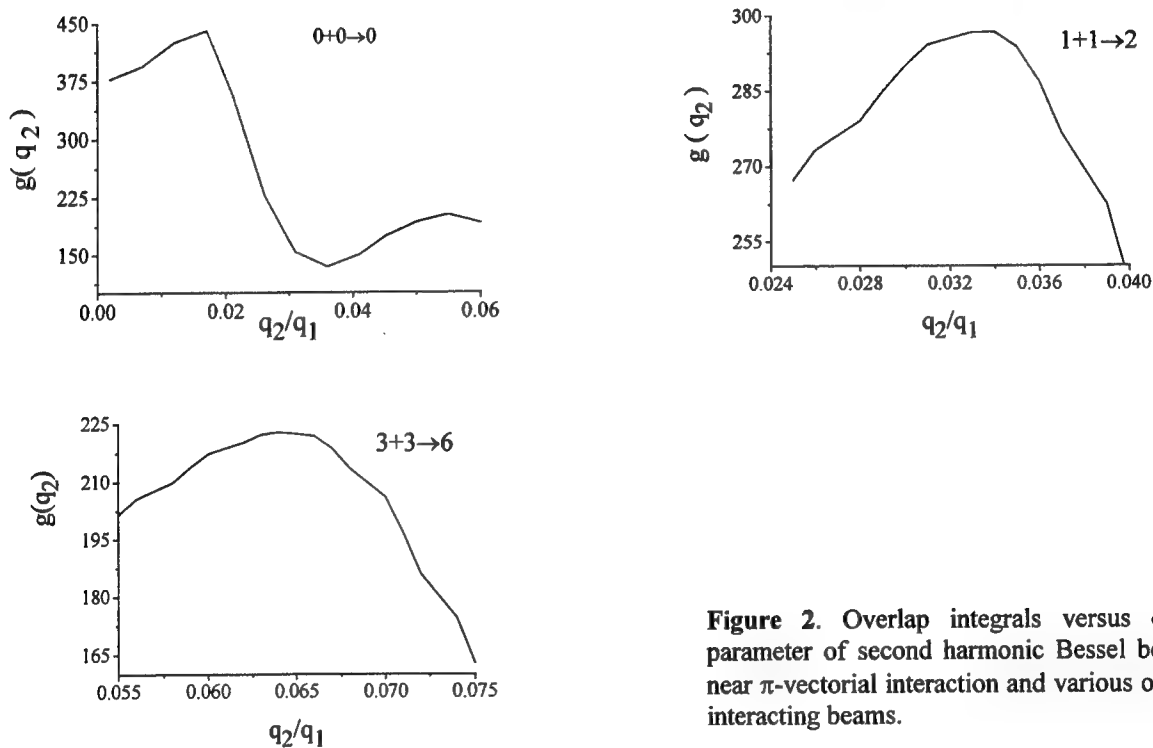 0+0→0
g( q2 )
450
375
300
225
150
0.00 0.02 0.04 0.06
q2/q1
1+1→2
g ( q2 )
300
285
270
255
0.024 0.028 0.032 0.036 0.040
q2/q1
3+3→6
g(q2)
225
210
195
180
165
0.055 0.060 0.065 0.070 0.075
q2/q1
Figure 2. Overlap integrals versus
parameter of second harmonic Bessel be
near π-vectorial interaction and various o
interacting beams.